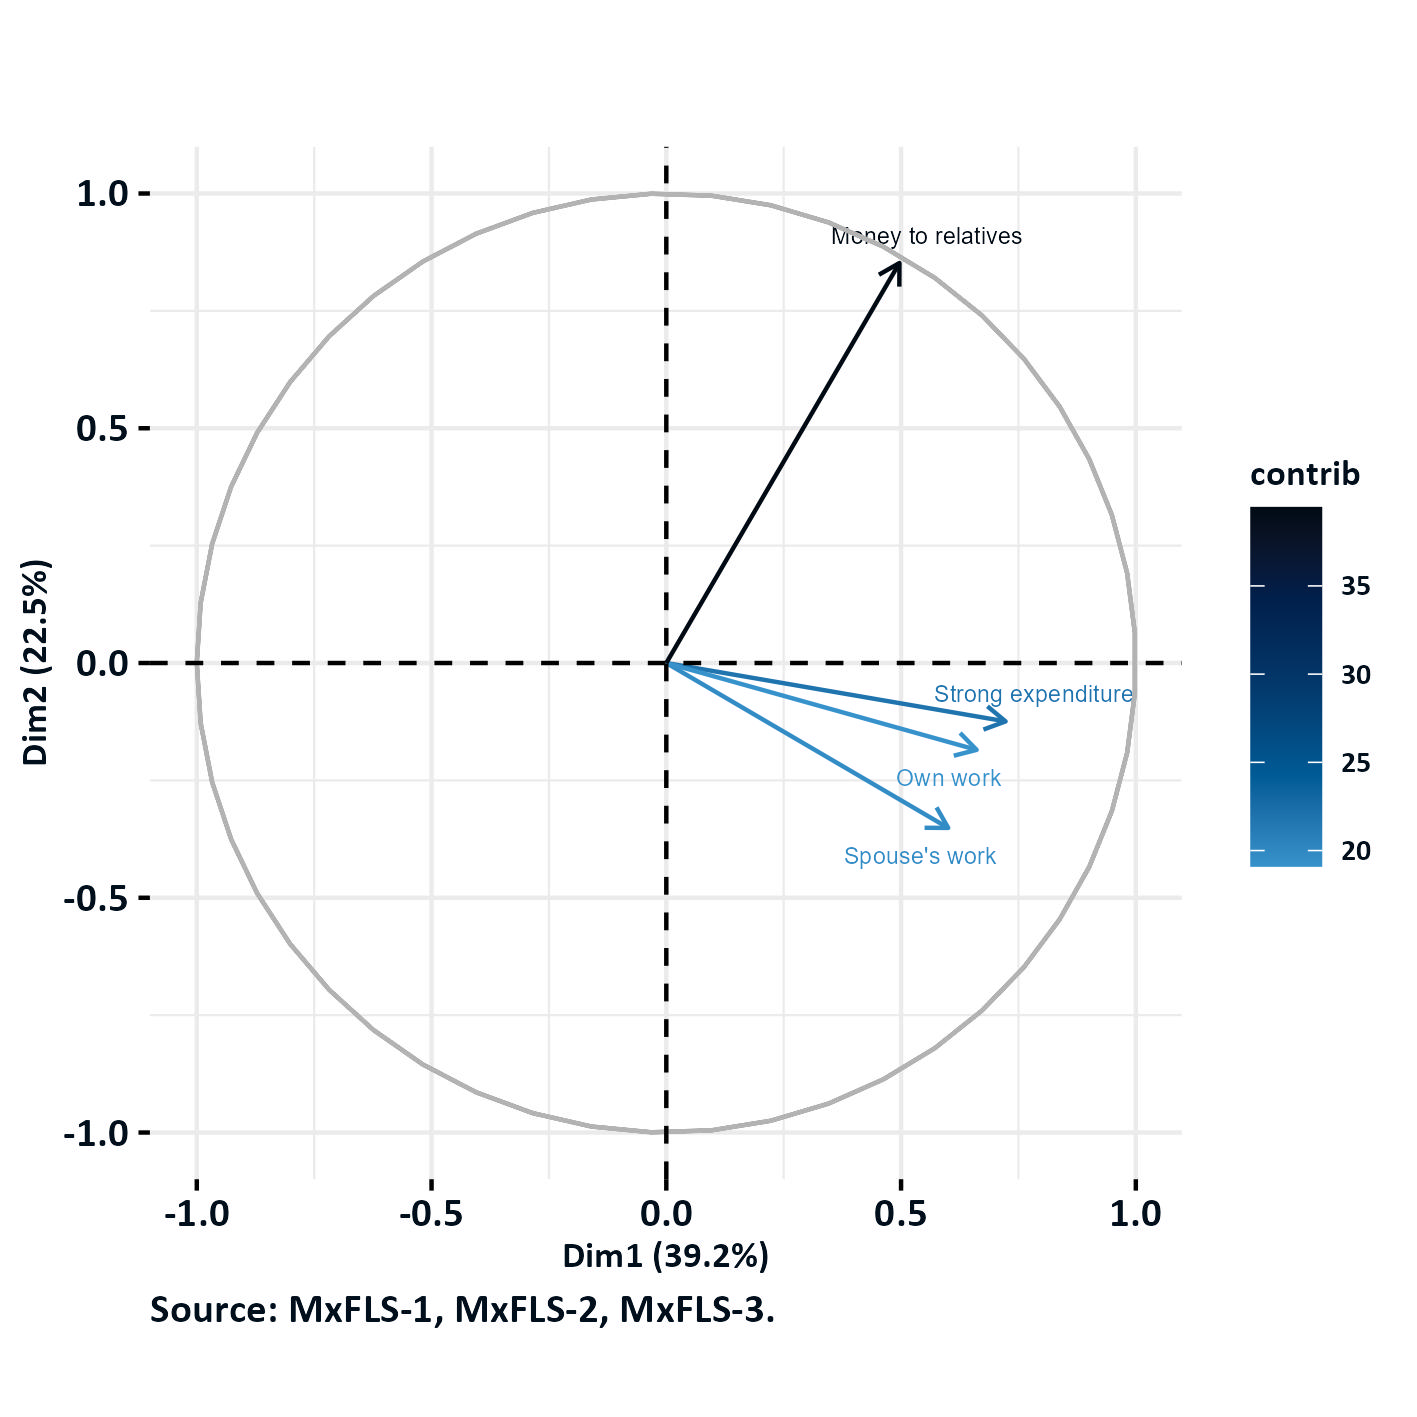 1.0
Money to relatives
0.5
contrib
35
30
25
20
0.0
Strong expenditure
Own work
Spouse's work
-0.5
-1.0
Dim2 (22.5%)
-1.0 -0.5 0.0 0.5 1.0
Dim1 (39.2%)
Source: MxFLS-1, MxFLS-2, MxFLS-3.